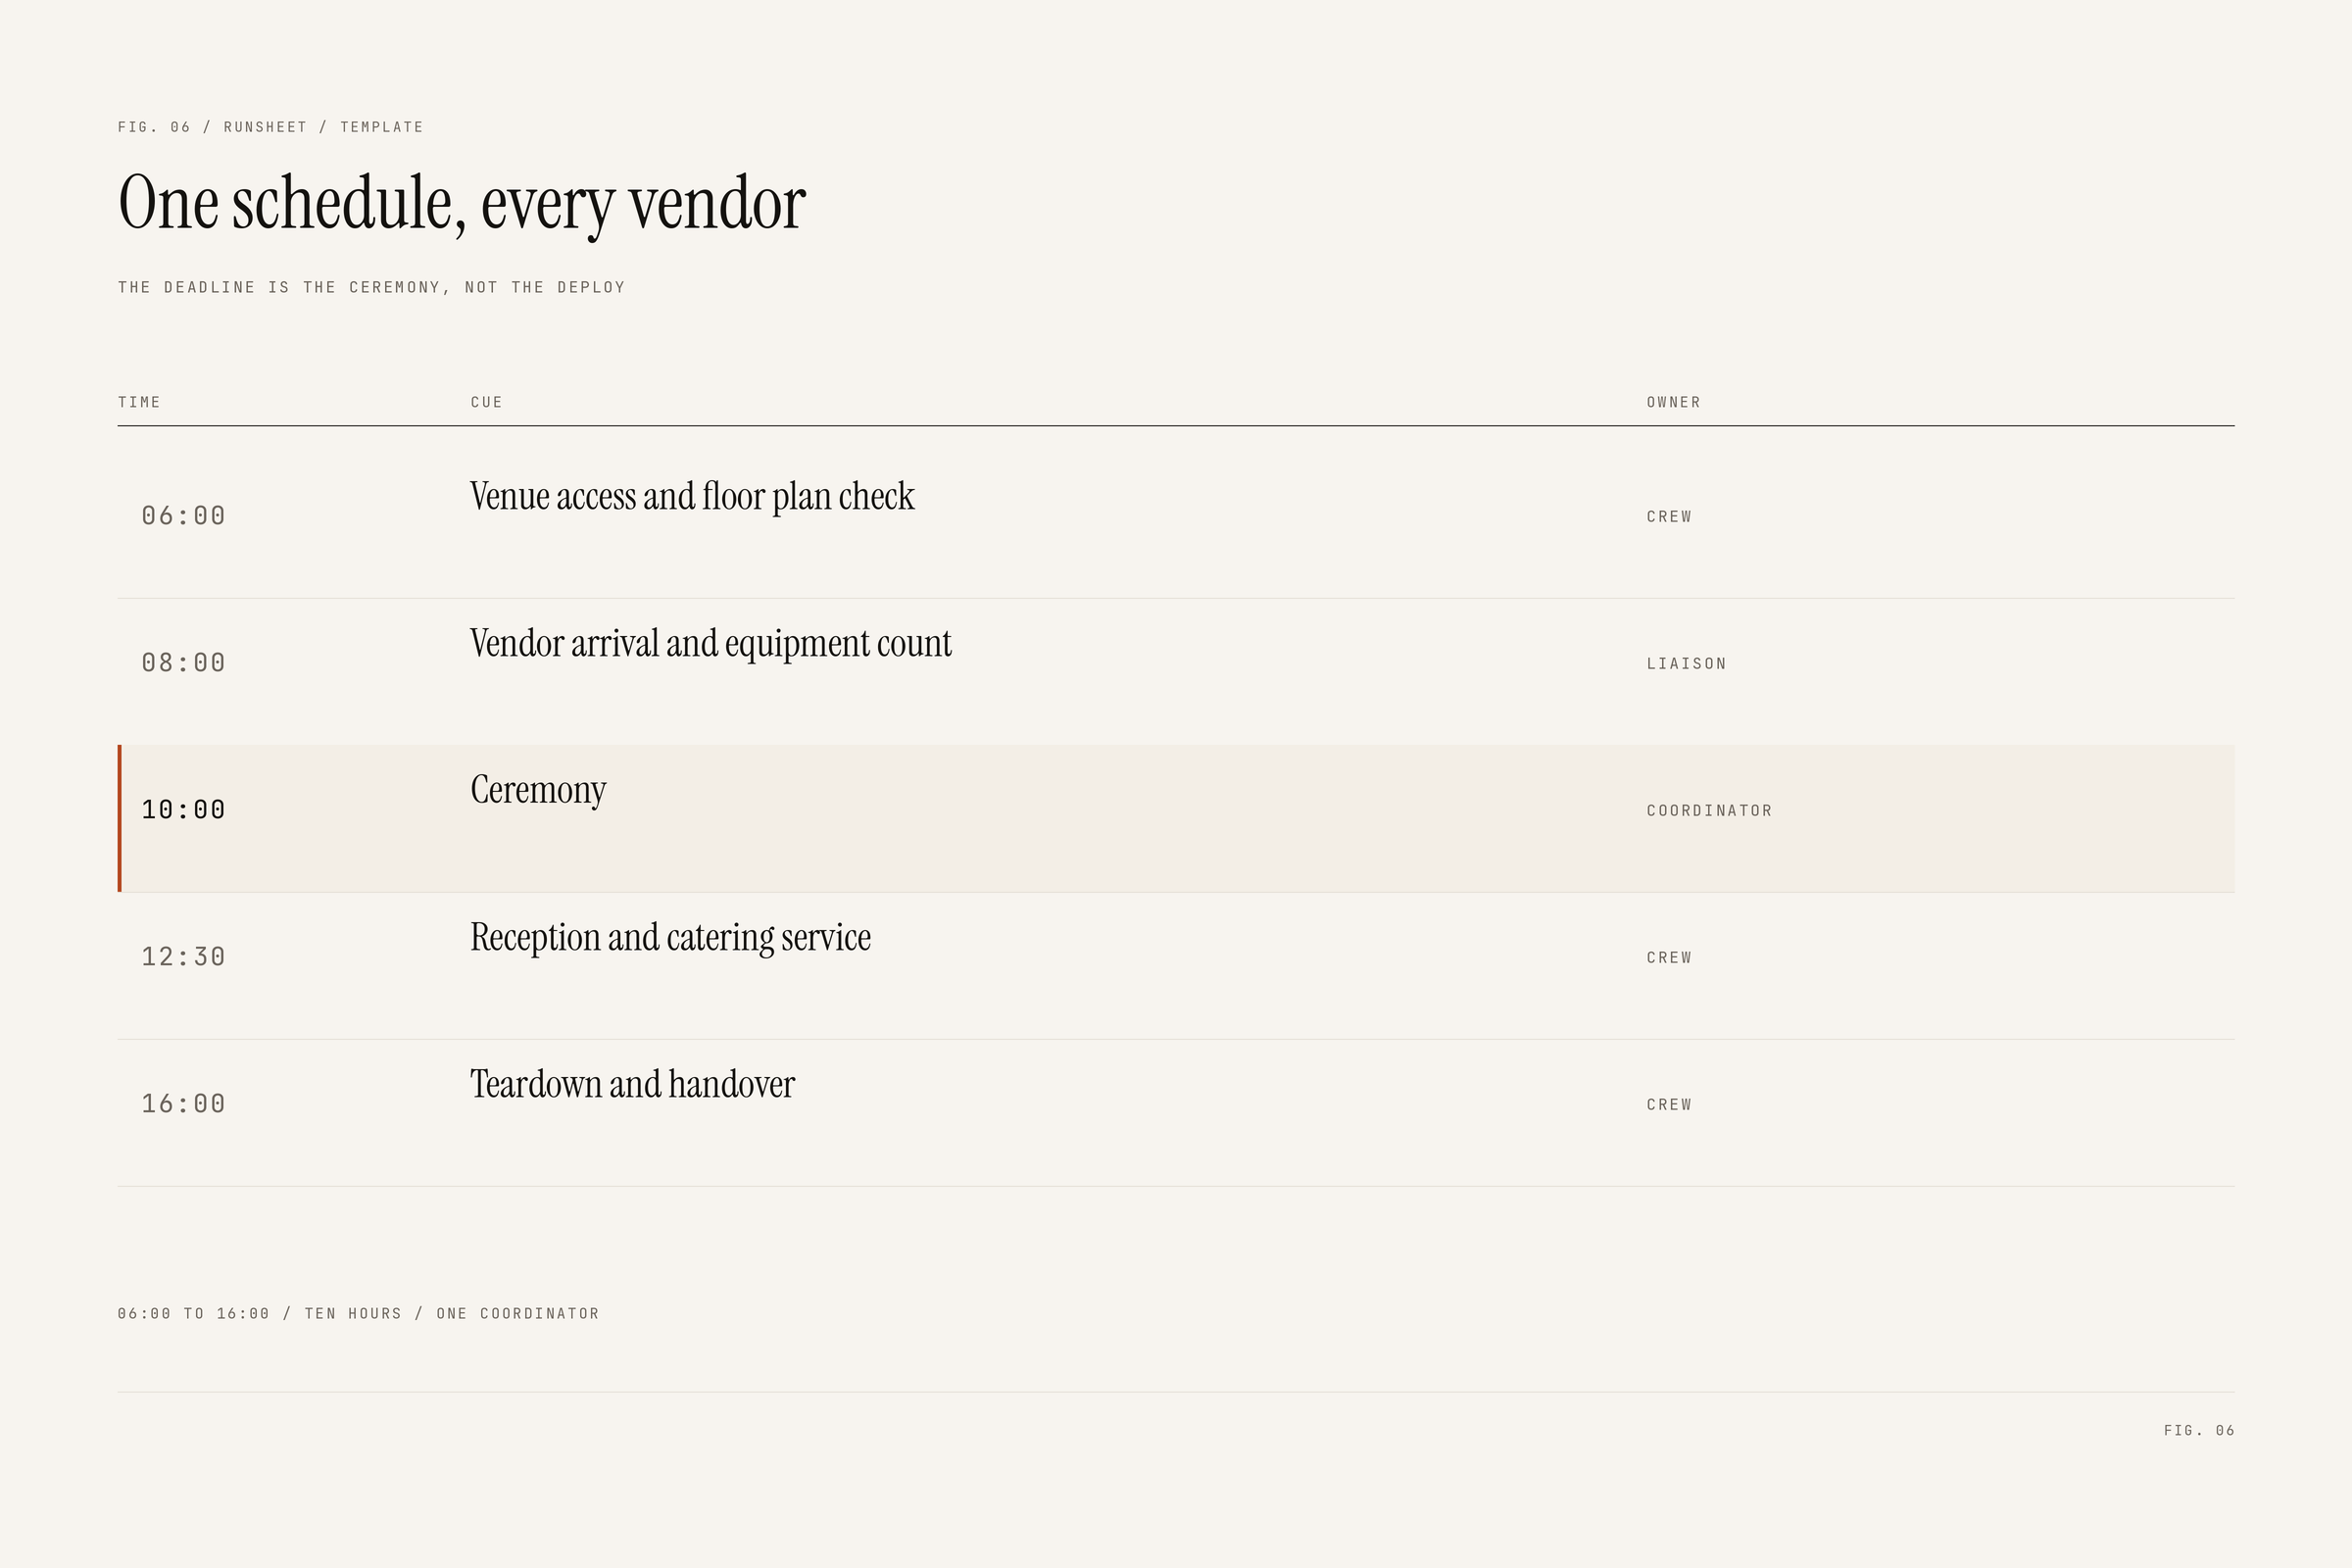 FIG. 06 / RUNSHEET / TEMPLATE
One schedule, every vendor
THE DEADLINE IS THE CEREMONY, NOT THE DEPLOY
TIME CUE OWNER
06:00 Venue access and floor plan check CREW
08:00 Vendor arrival and equipment count LIAISON
10:00 Ceremony COORDINATOR
12:30 Reception and catering service CREW
16:00 Teardown and handover CREW
06:00 TO 16:00 / TEN HOURS / ONE COORDINATOR
FIG. 06